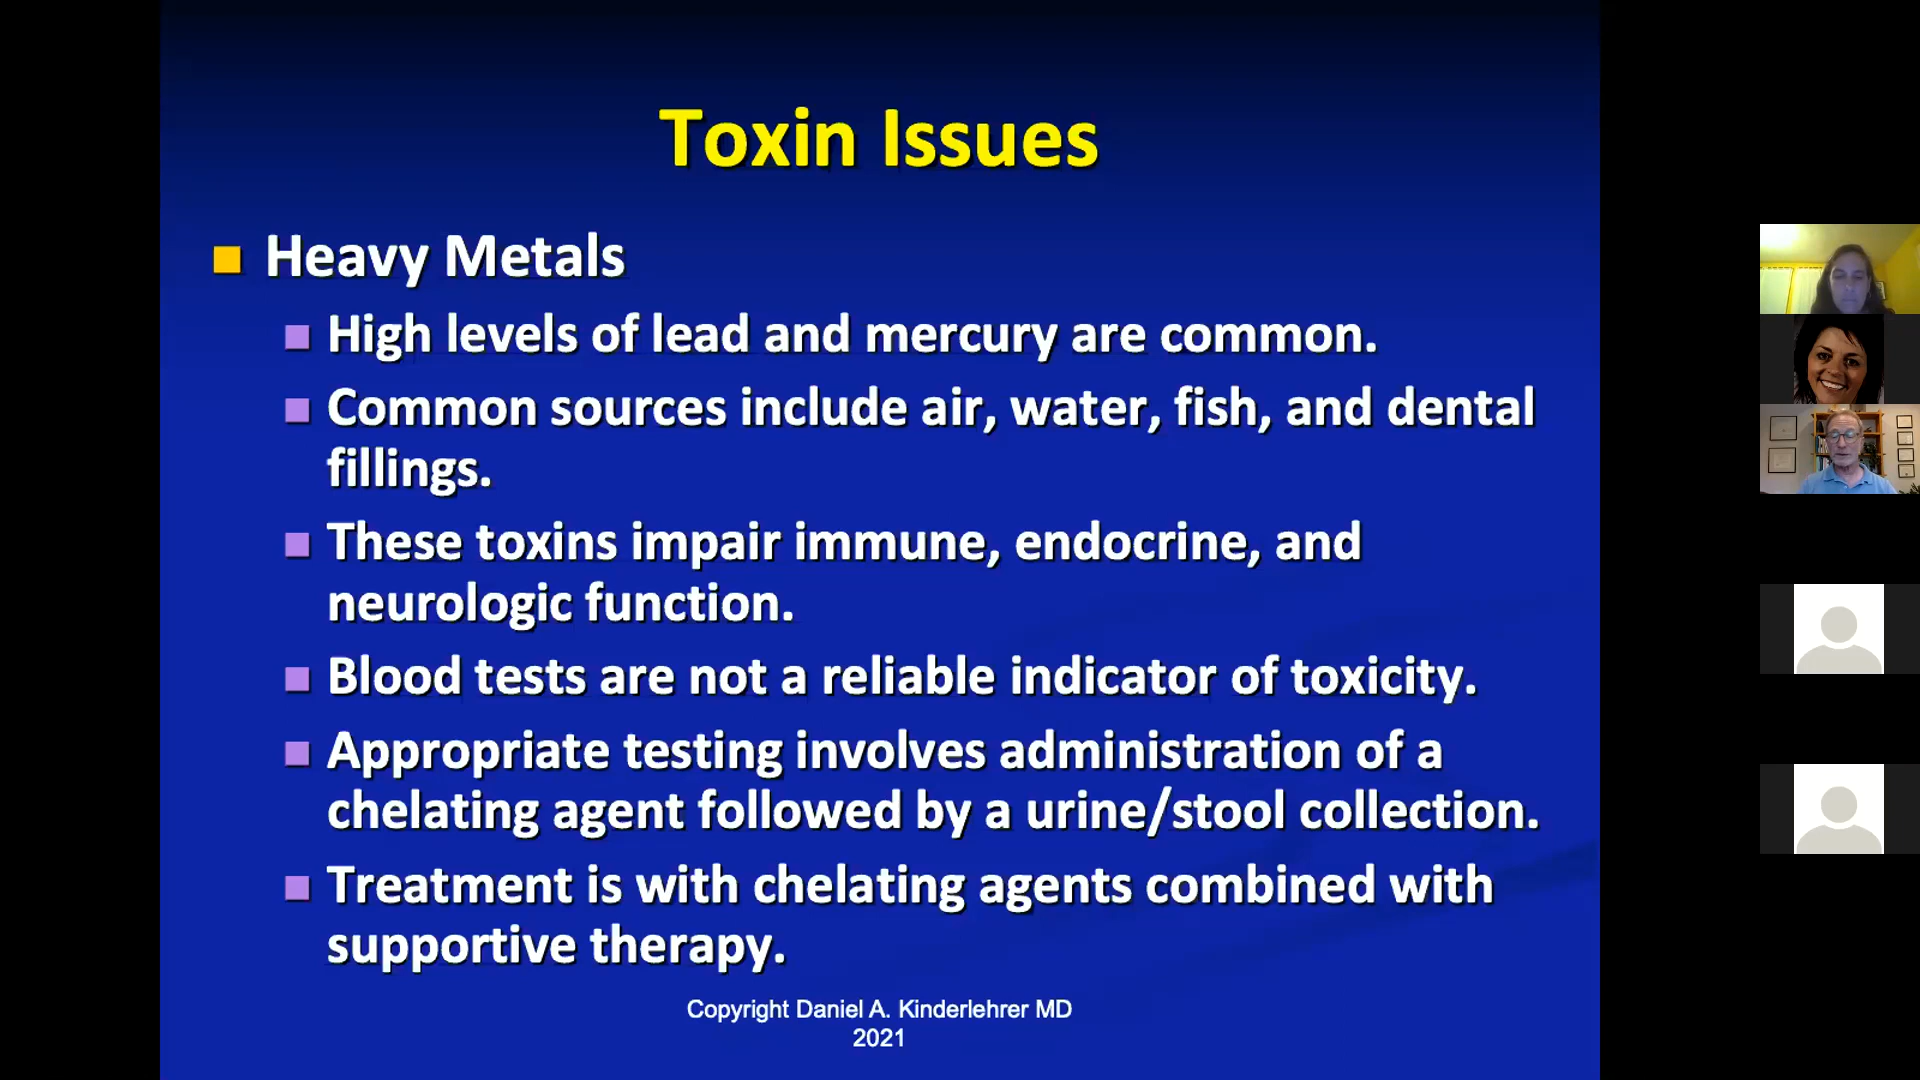 Toxin Issues
Heavy Metals
High levels of lead and mercury are common.
Common sources include air, water, fish, and dental
fillings.
These toxins impair immune, endocrine, and
neurologic function.
Blood tests are not a reliable indicator of toxicity.
Appropriate testing involves administration of a
chelating agent followed by a urine/stool collection.
Treatment is with chelating agents combined with
supportive therapy.
Copyright Daniel A. Kinderlehrer MD
2021